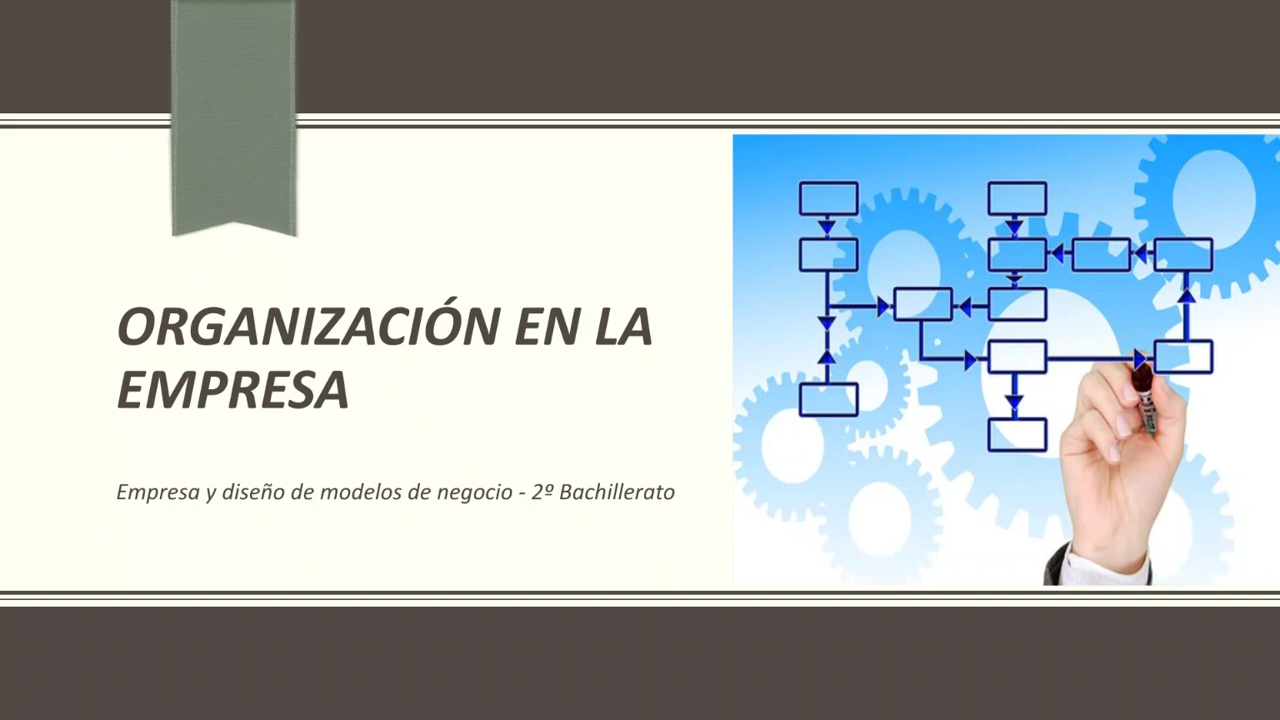 ORGANIZACIÓN EN LA
EMPRESA
Empresa y diseño de modelos de negocio - 2º Bachillerato